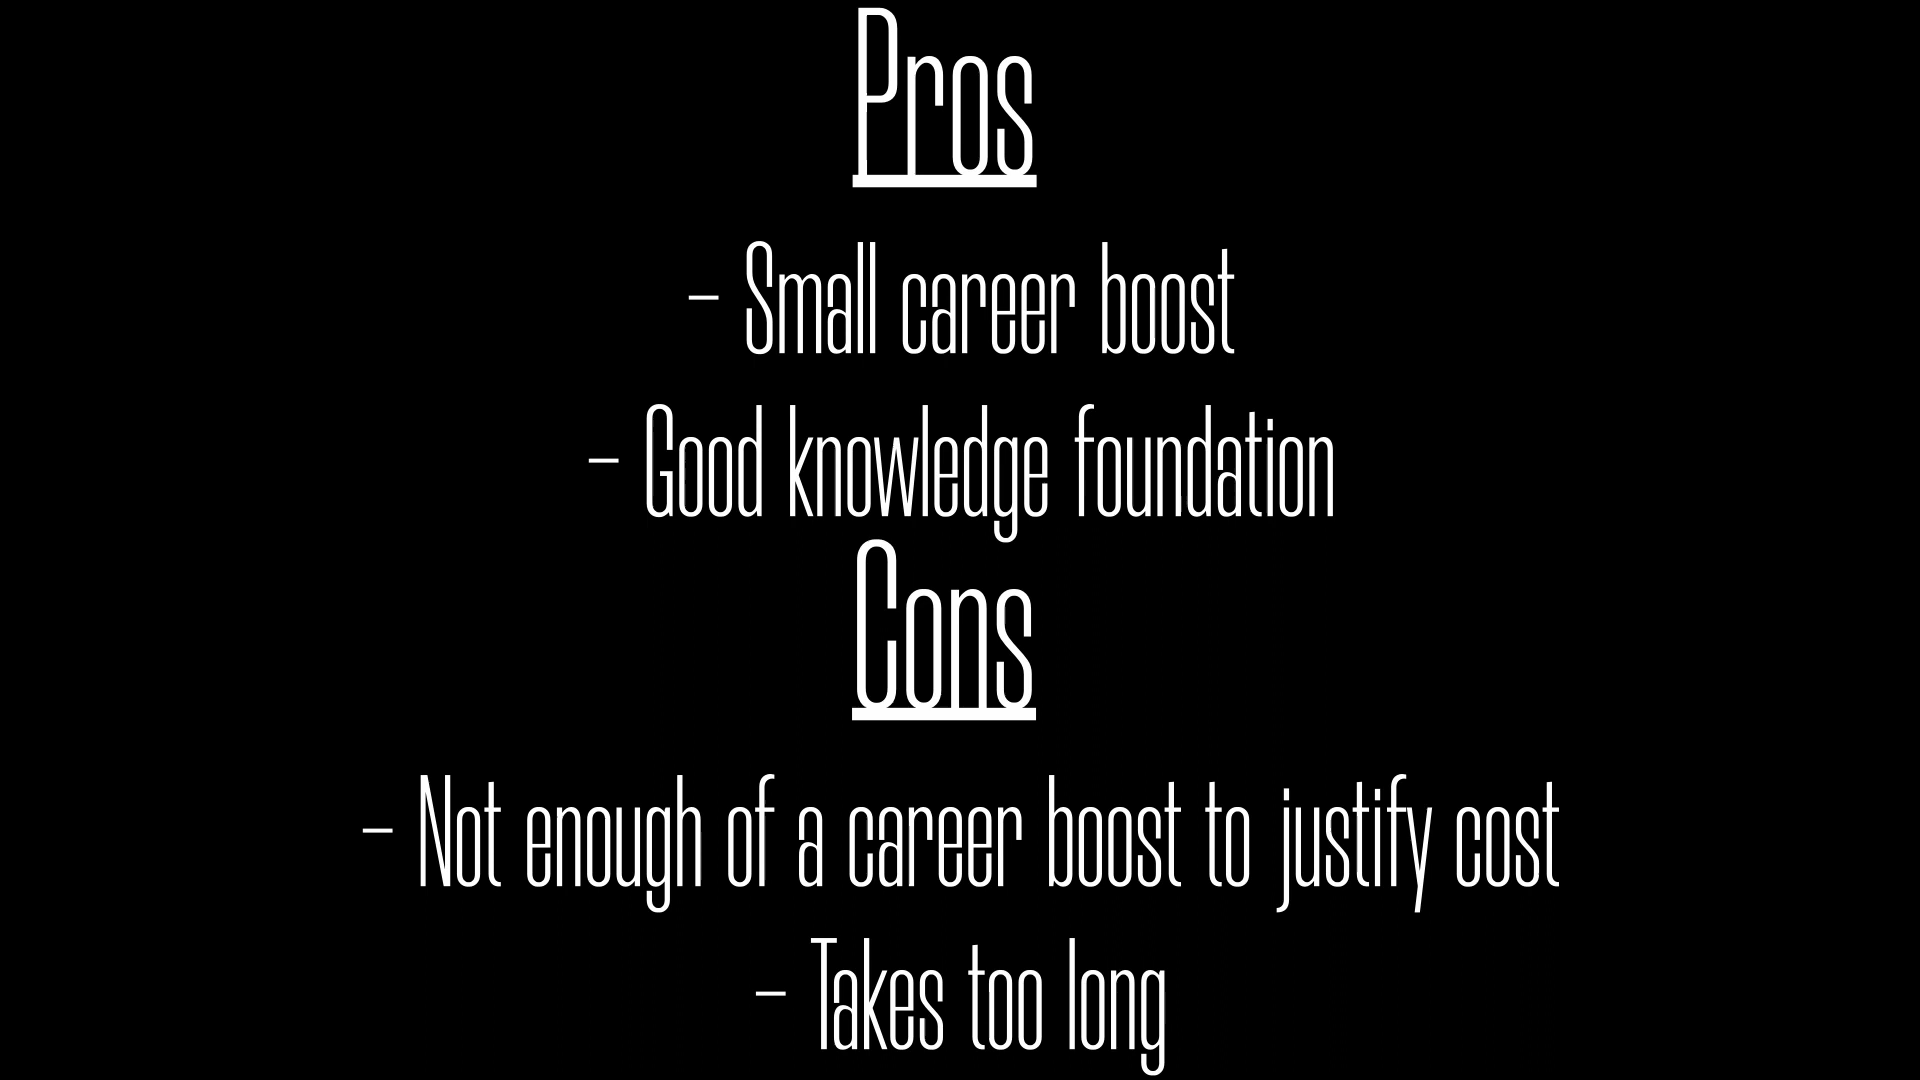 Pros
- Small career boost
- Good knowledge foundation
Cons
- Not enough of a career boost to justify cost
- Takes too long